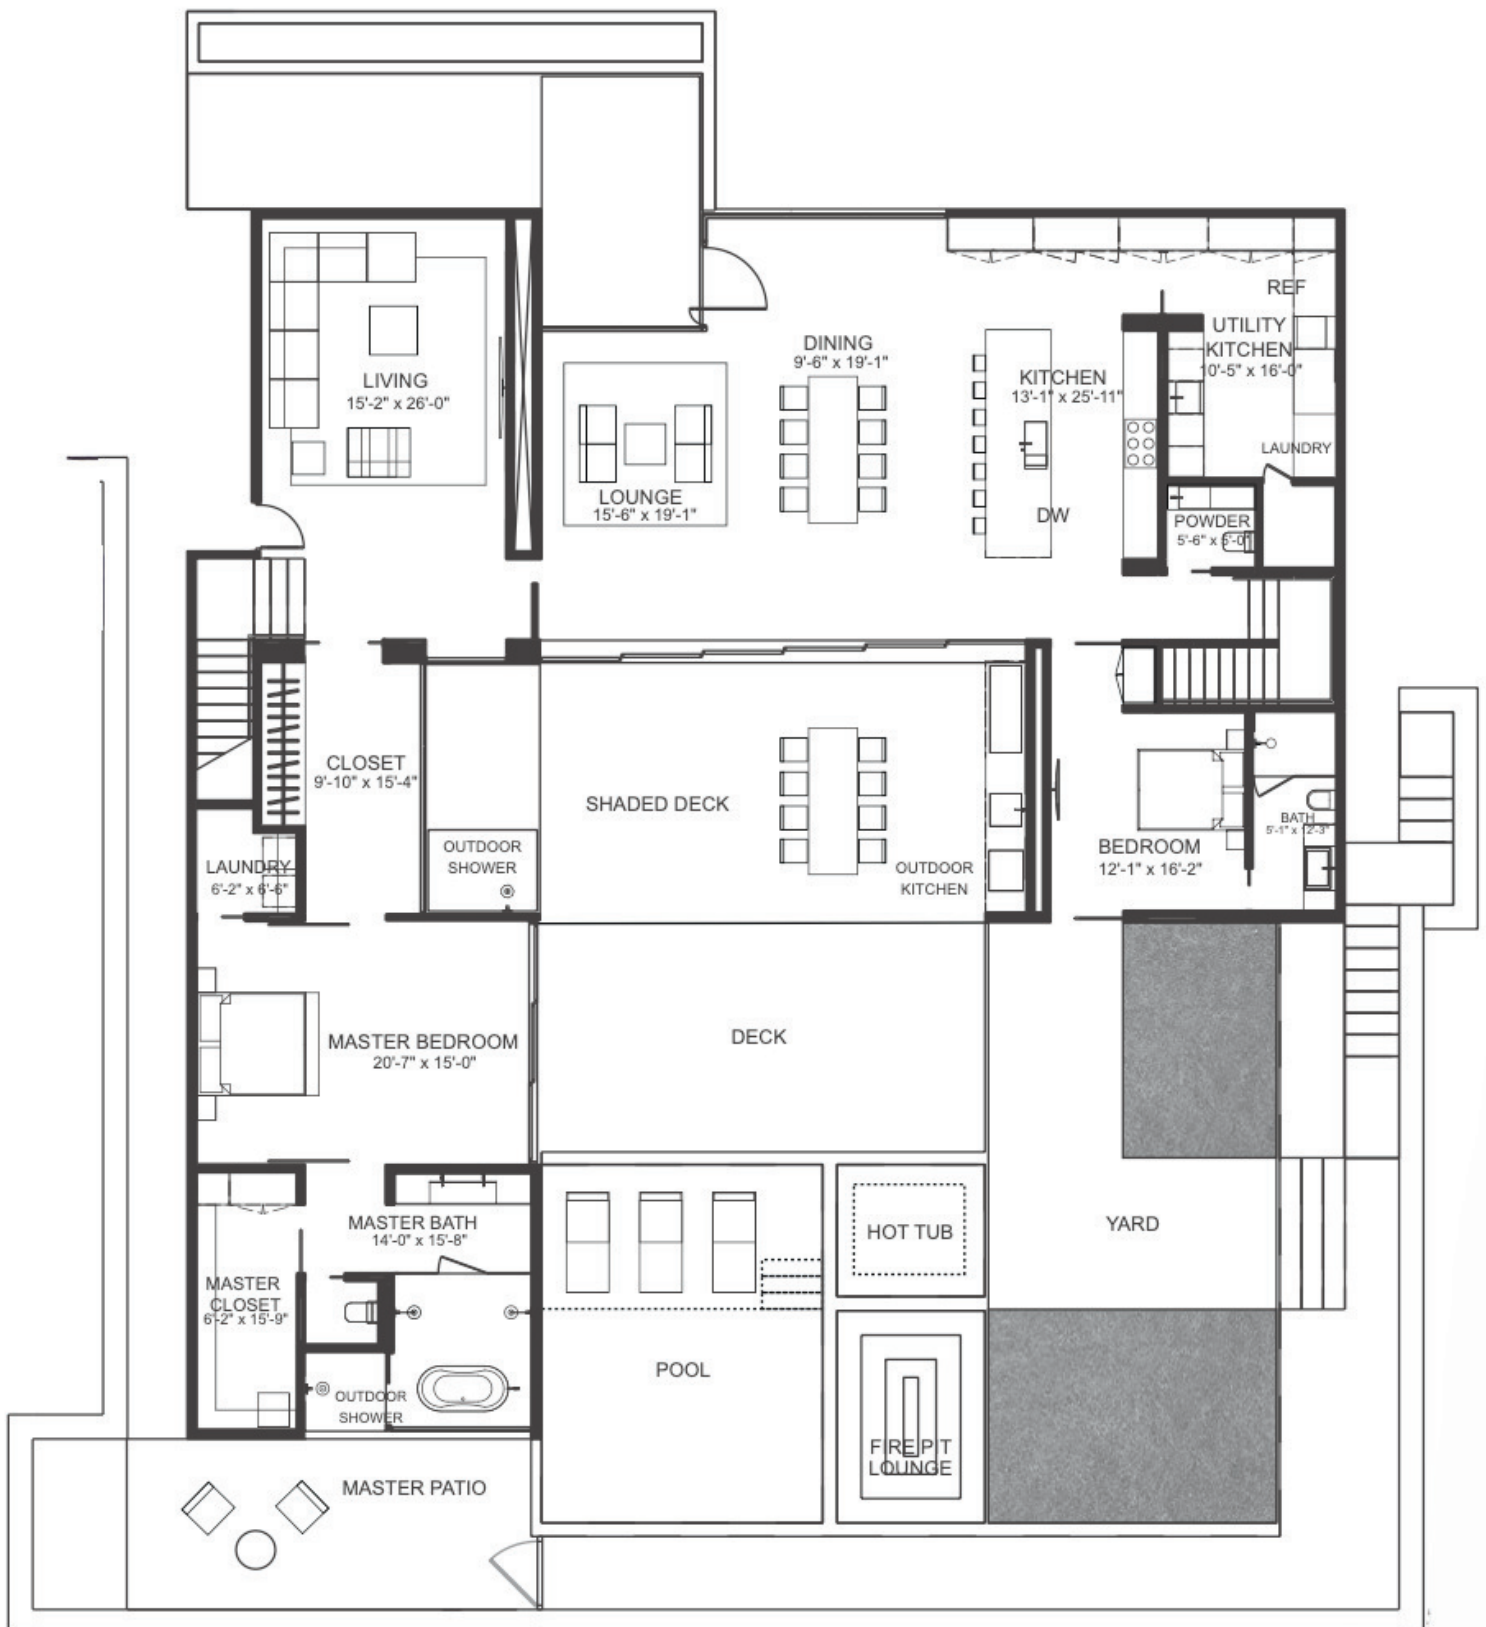 LIVING
15'-2" x 26'-0"
LOUNGE
15'-6" x 19'-1"
DINING
9'-6" x 19'-1"
KITCHEN
13'-1" x 25'-11"
DW
REF
UTILITY
KITCHEN
10'-5" x 16'-0"
LAUNDRY
POWDER
5'-6" x 5'-0"
CLOSET
9'-10" x 15'-4"
OUTDOOR
SHOWER
SHADED DECK
OUTDOOR
KITCHEN
BEDROOM
12'-1" x 16'-2"
BATH
5'-1" x 12'-3"
LAUNDRY
6'-2" x 6'-6"
MASTER BEDROOM
20'-7" x 15'-0"
DECK
MASTER BATH
14'-0" x 15'-8"
MASTER
CLOSET
6'-2" x 15'-9"
OUTDOOR
SHOWER
HOT TUB
YARD
POOL
FIRE PIT
LOUNGE
MASTER PATIO